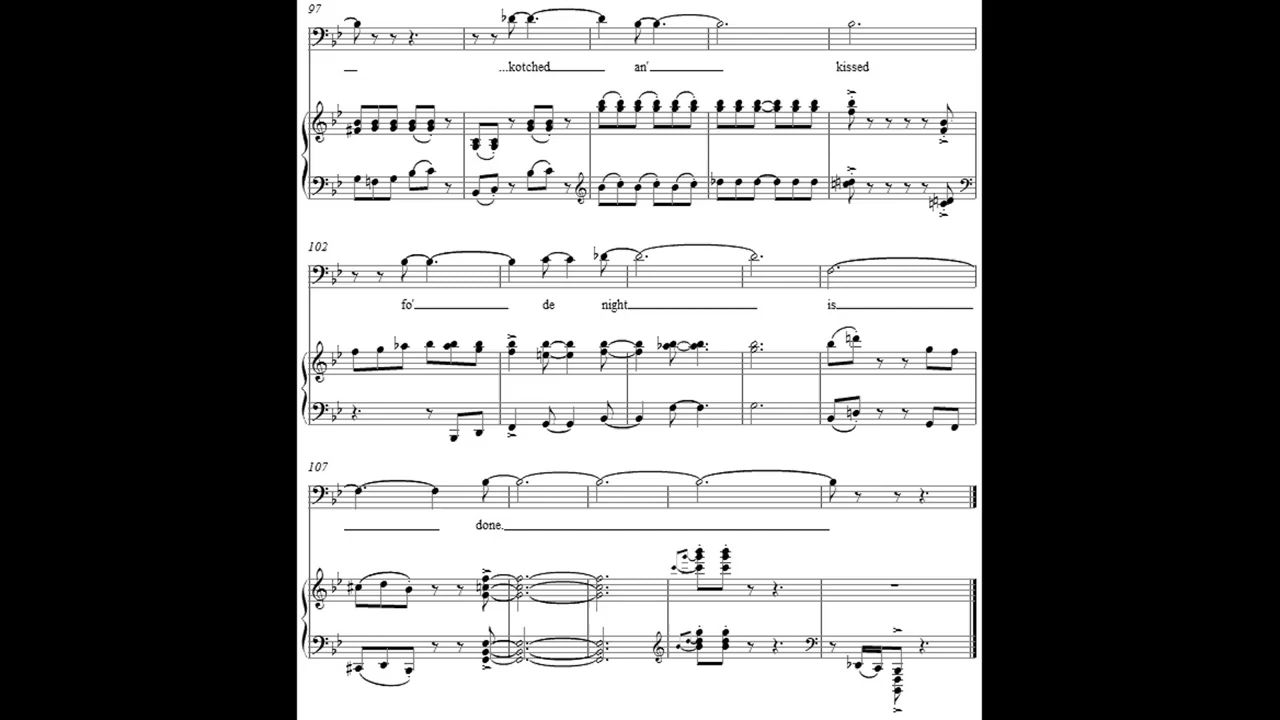 97
...kotched an' kissed
102
fo' de night is
107
done.